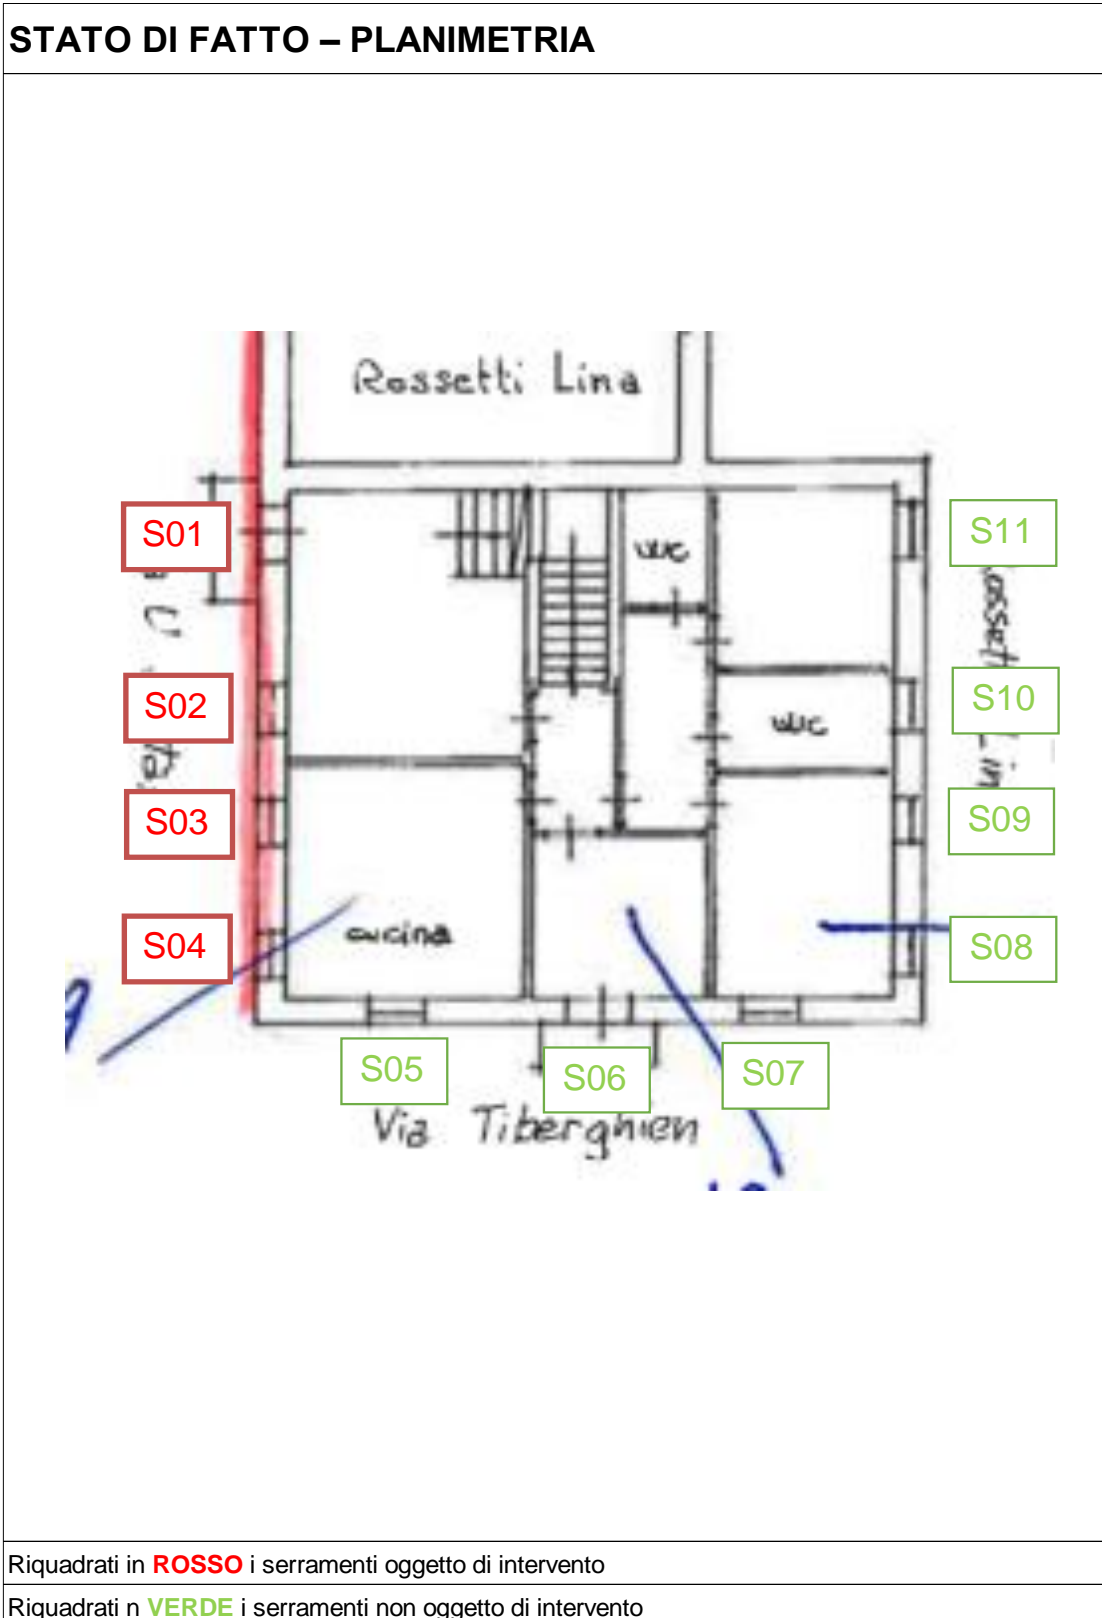 STATO DI FATTO – PLANIMETRIA
Rossetti Lina
S01
S11
wc
S02
S10
wc
S03
S09
cucina
S04
S08
S05
S06
S07
Via Tiberghien
Riquadrati in ROSSO i serramenti oggetto di intervento
Riquadrati n VERDE i serramenti non oggetto di intervento